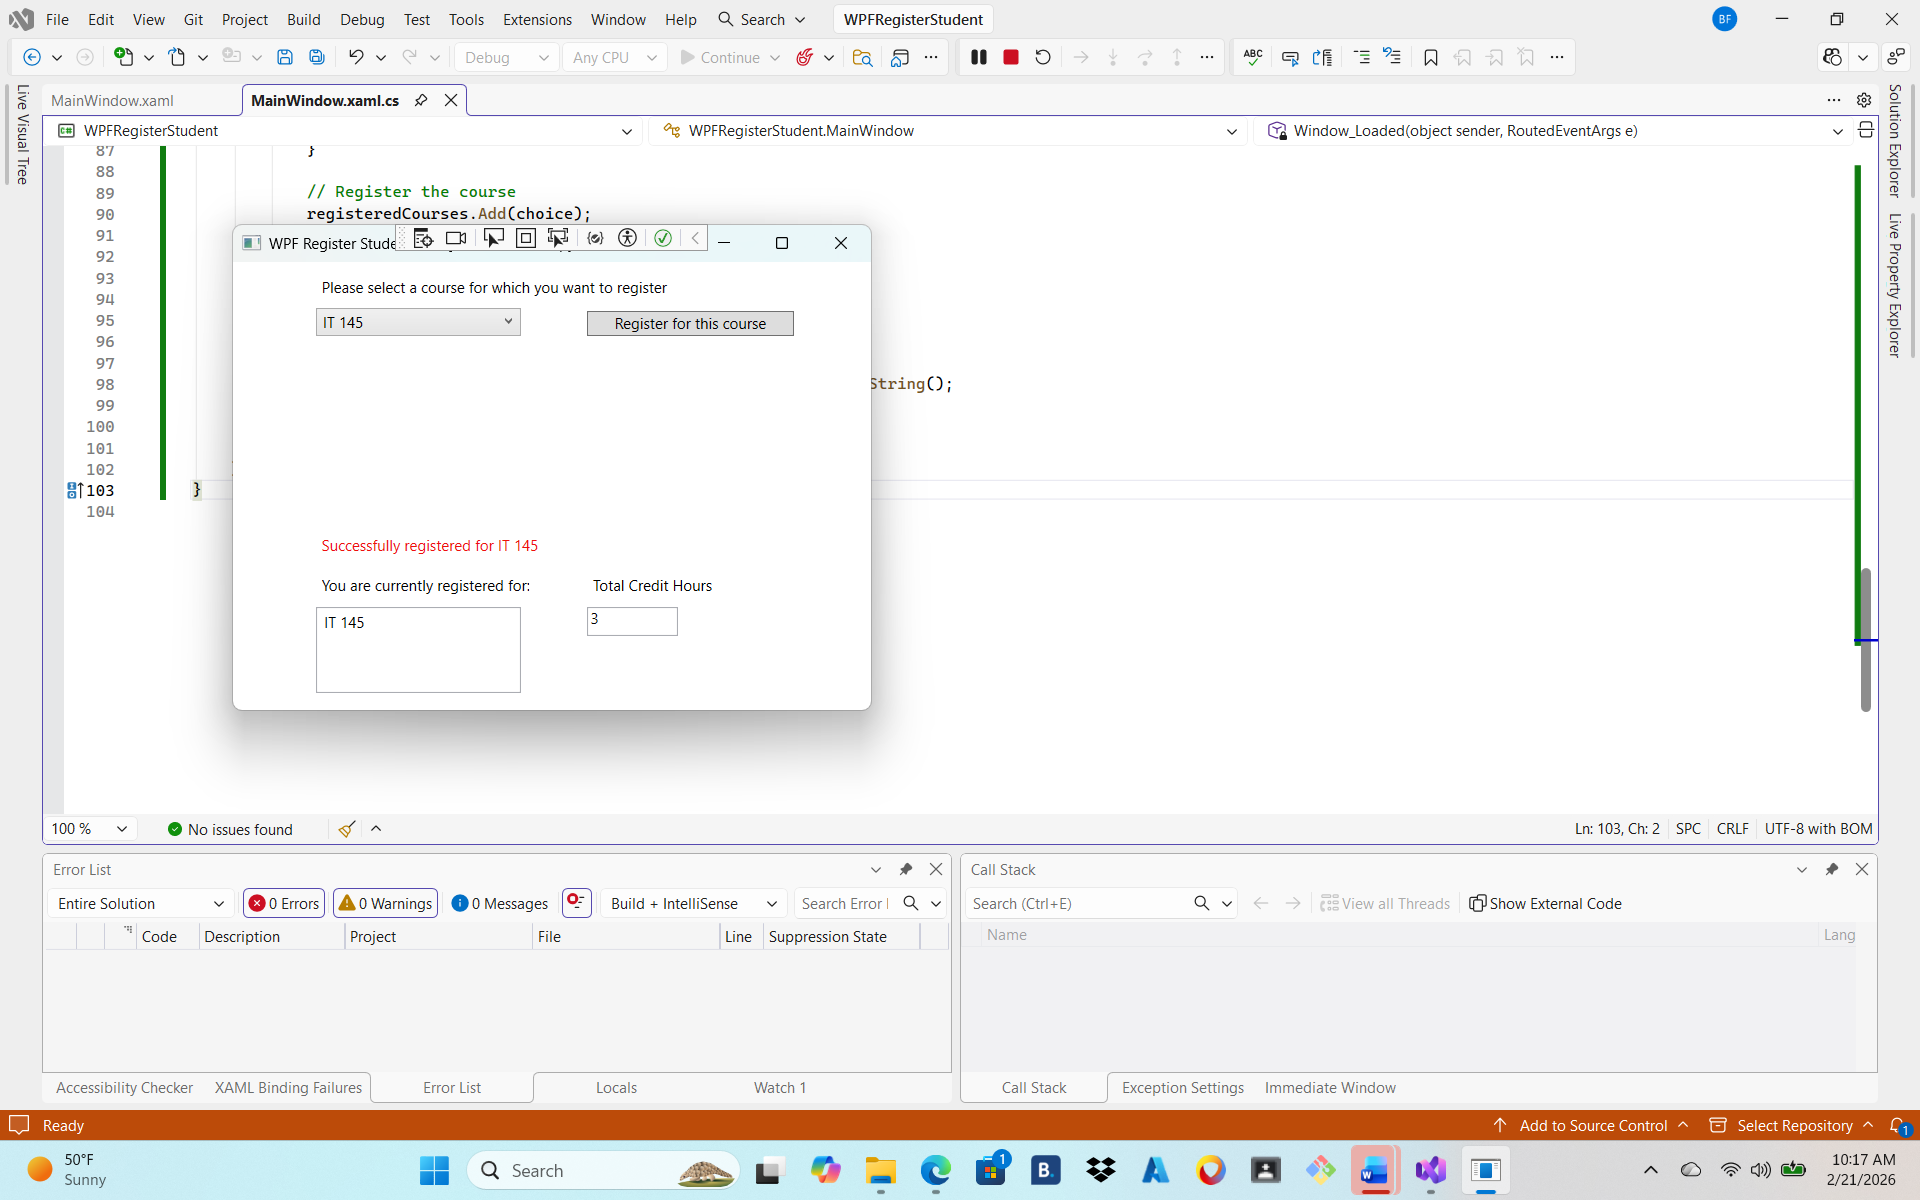 File Edit View Git Project Build Debug Test Tools Extensions Window Help Search WPFRegisterStudent BF
Debug Any CPU Continue
Live Visual Tree
MainWindow.xaml MainWindow.xaml.cs
WPFRegisterStudent WPFRegisterStudent.MainWindow Window_Loaded(object sender, RoutedEventArgs e)
Solution Explorer
Live Property Explorer
87 }
88
89 // Register the course
90 registeredCourses.Add(choice);
91
92
93
94
95
96
97
98 String();
99
100
101
102
103 }
104
WPF Register Stude
Please select a course for which you want to register
IT 145 Register for this course
Successfully registered for IT 145
You are currently registered for: Total Credit Hours
IT 145 3
100 % No issues found Ln: 103, Ch: 2 SPC CRLF UTF-8 with BOM
Error List
Entire Solution 0 Errors 0 Warnings 0 Messages Build + IntelliSense Search Error
Code Description Project File Line Suppression State
Accessibility Checker XAML Binding Failures Error List Locals Watch 1
Call Stack
Search (Ctrl+E) View all Threads Show External Code
Name Lang
Call Stack Exception Settings Immediate Window
Ready Add to Source Control Select Repository 1
50°F
Sunny
Search 1
10:17 AM
2/21/2026